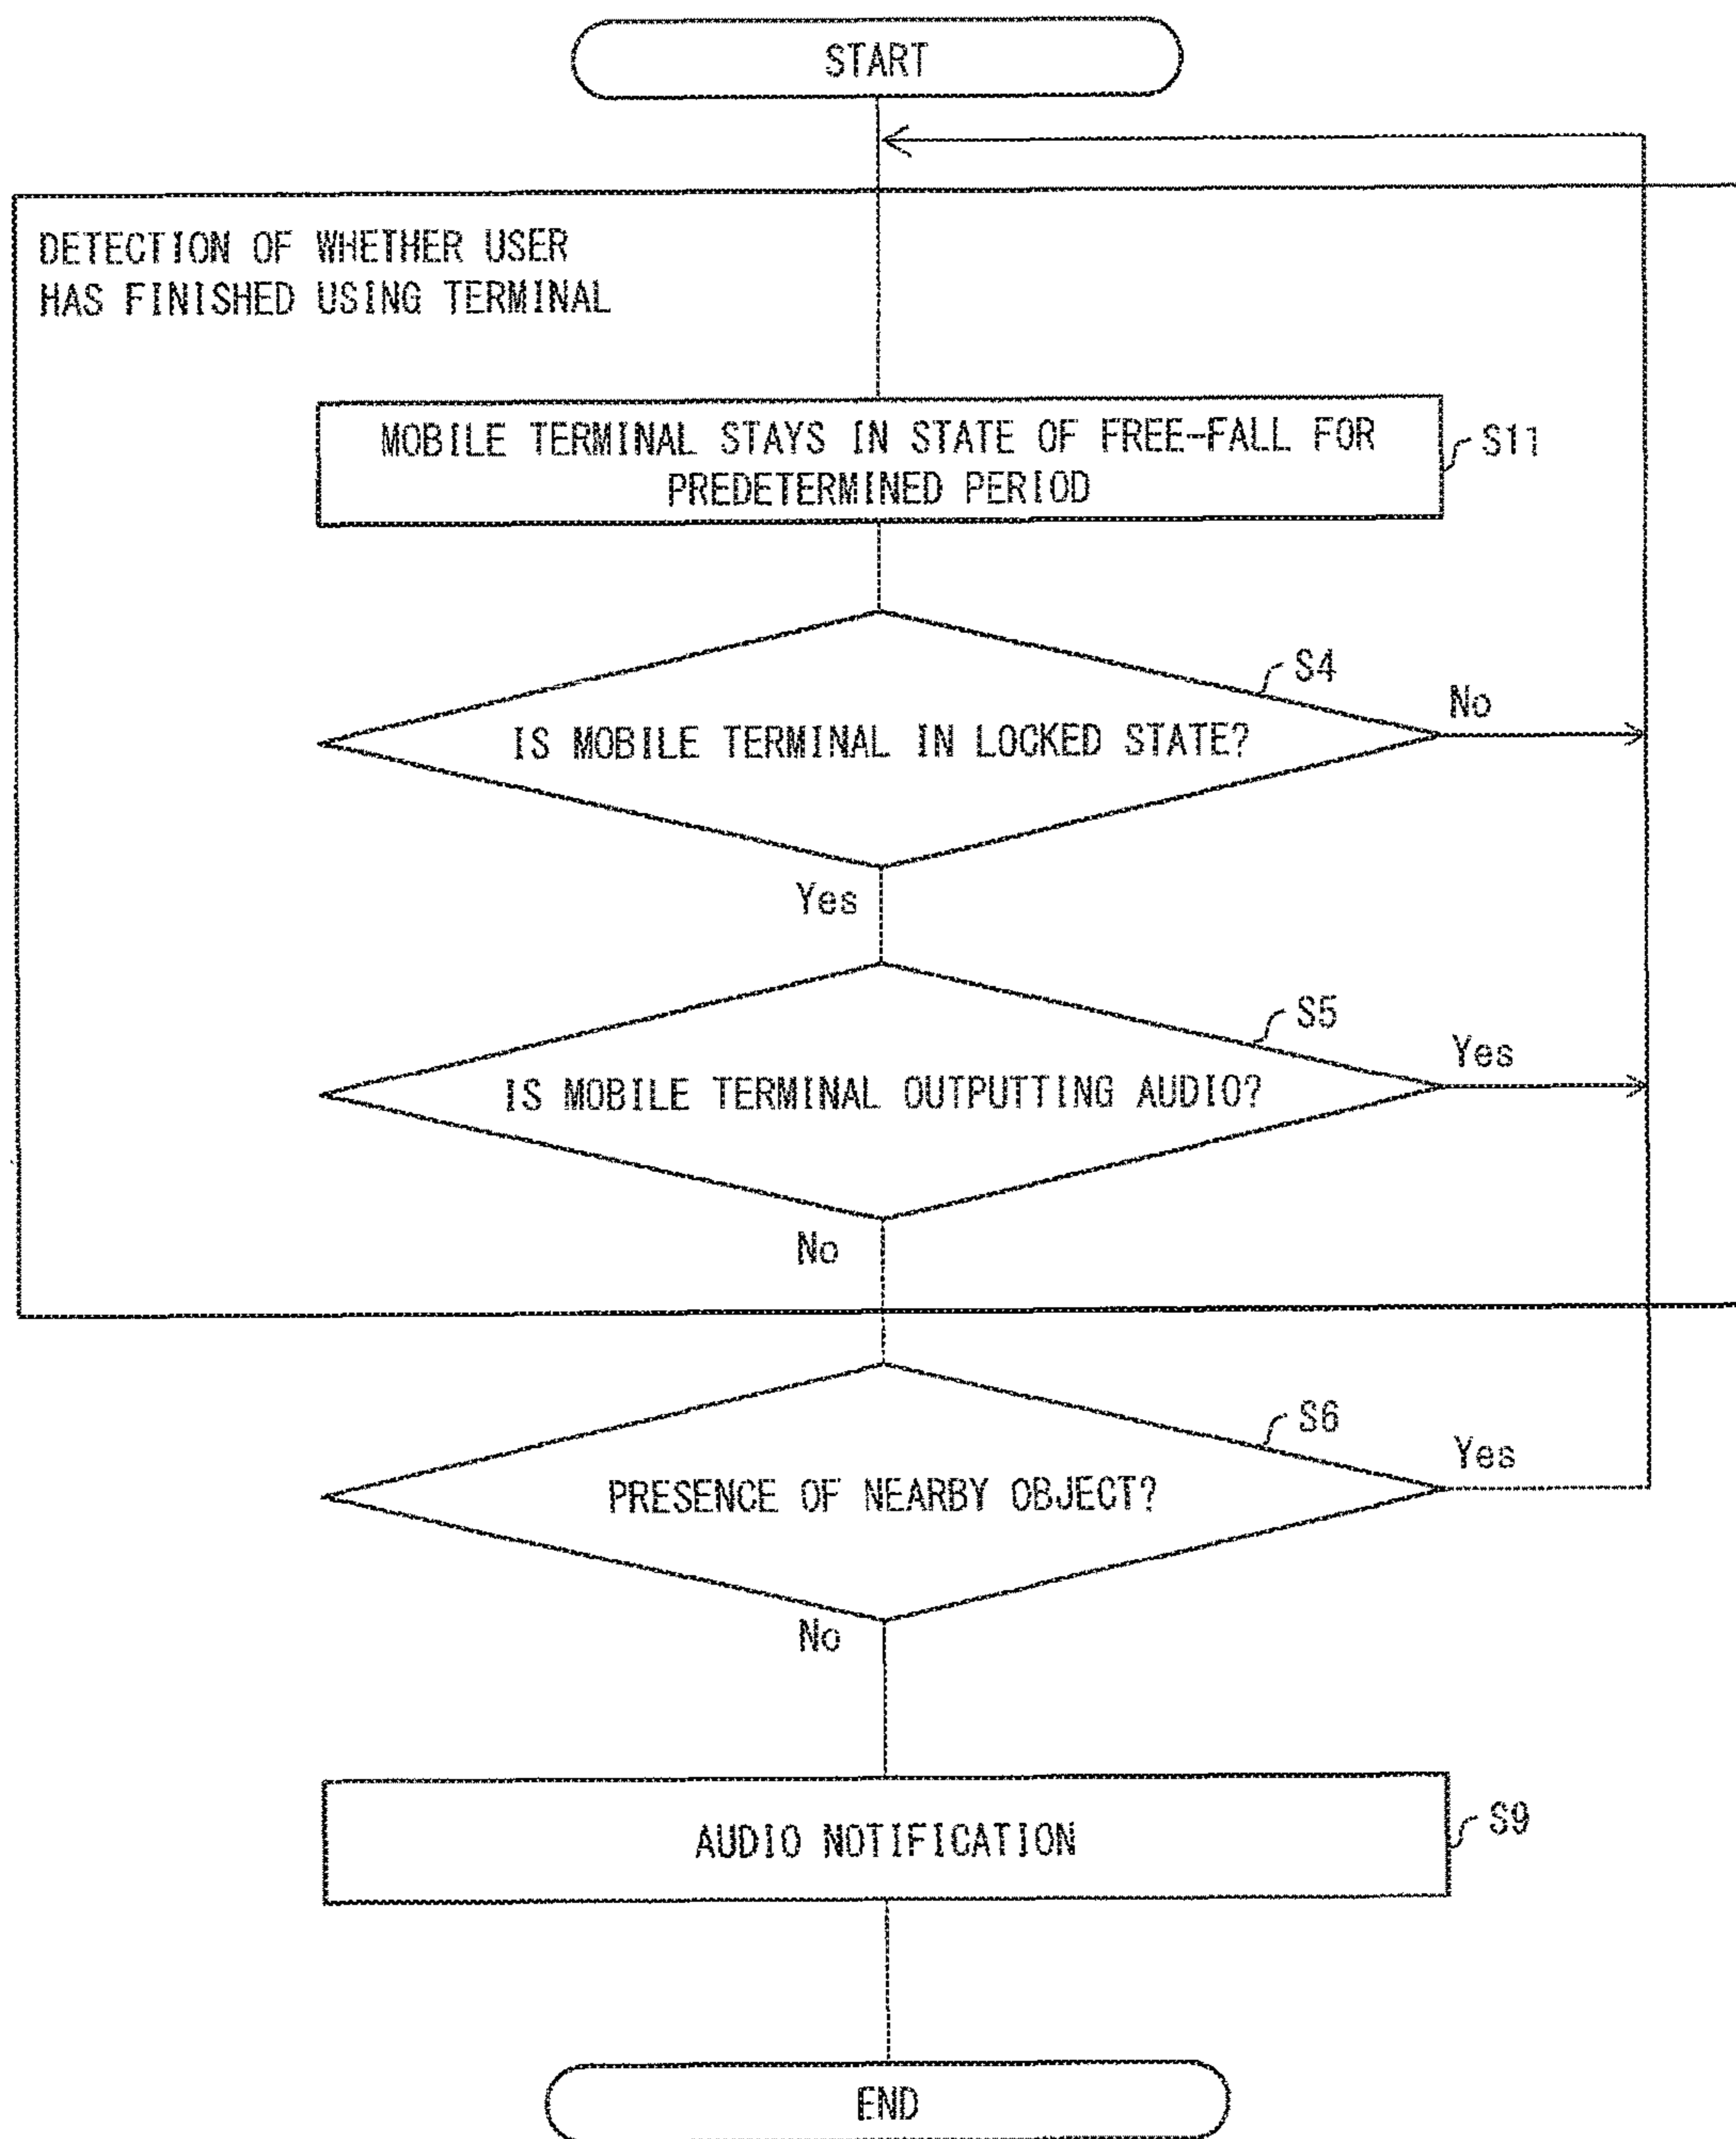 START
DETECTION OF WHETHER USER
HAS FINISHED USING TERMINAL
MOBILE TERMINAL STAYS IN STATE OF FREE-FALL FOR
PREDETERMINED PERIOD
S11
S4
No
IS MOBILE TERMINAL IN LOCKED STATE?
Yes
S5
Yes
IS MOBILE TERMINAL OUTPUTTING AUDIO?
No
S6
Yes
PRESENCE OF NEARBY OBJECT?
No
AUDIO NOTIFICATION
S9
END